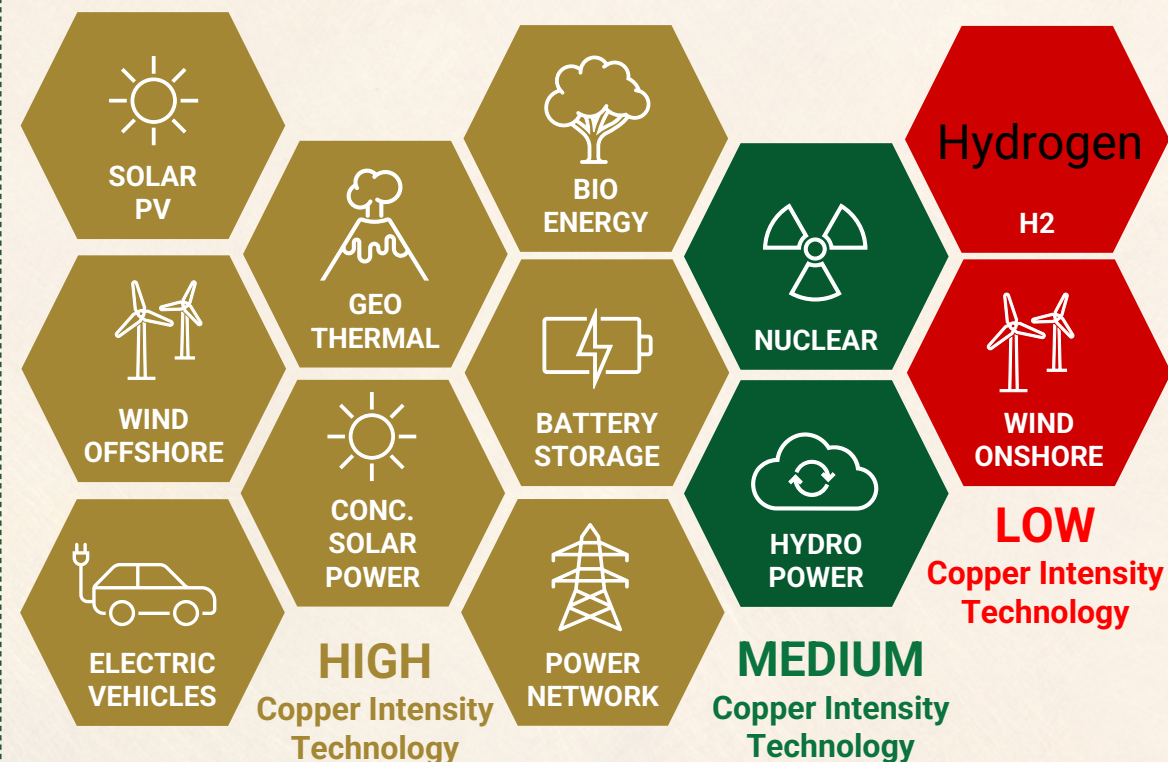 SOLAR
PV
WIND
OFFSHORE
ELECTRIC
VEHICLES
GEO
THERMAL
CONC.
SOLAR
POWER
HIGH
Copper Intensity
Technology
BIO
ENERGY
BATTERY
STORAGE
POWER
NETWORK
NUCLEAR
HYDRO
POWER
MEDIUM
Copper Intensity
Technology
Hydrogen
H2
WIND
ONSHORE
LOW
Copper Intensity
Technology